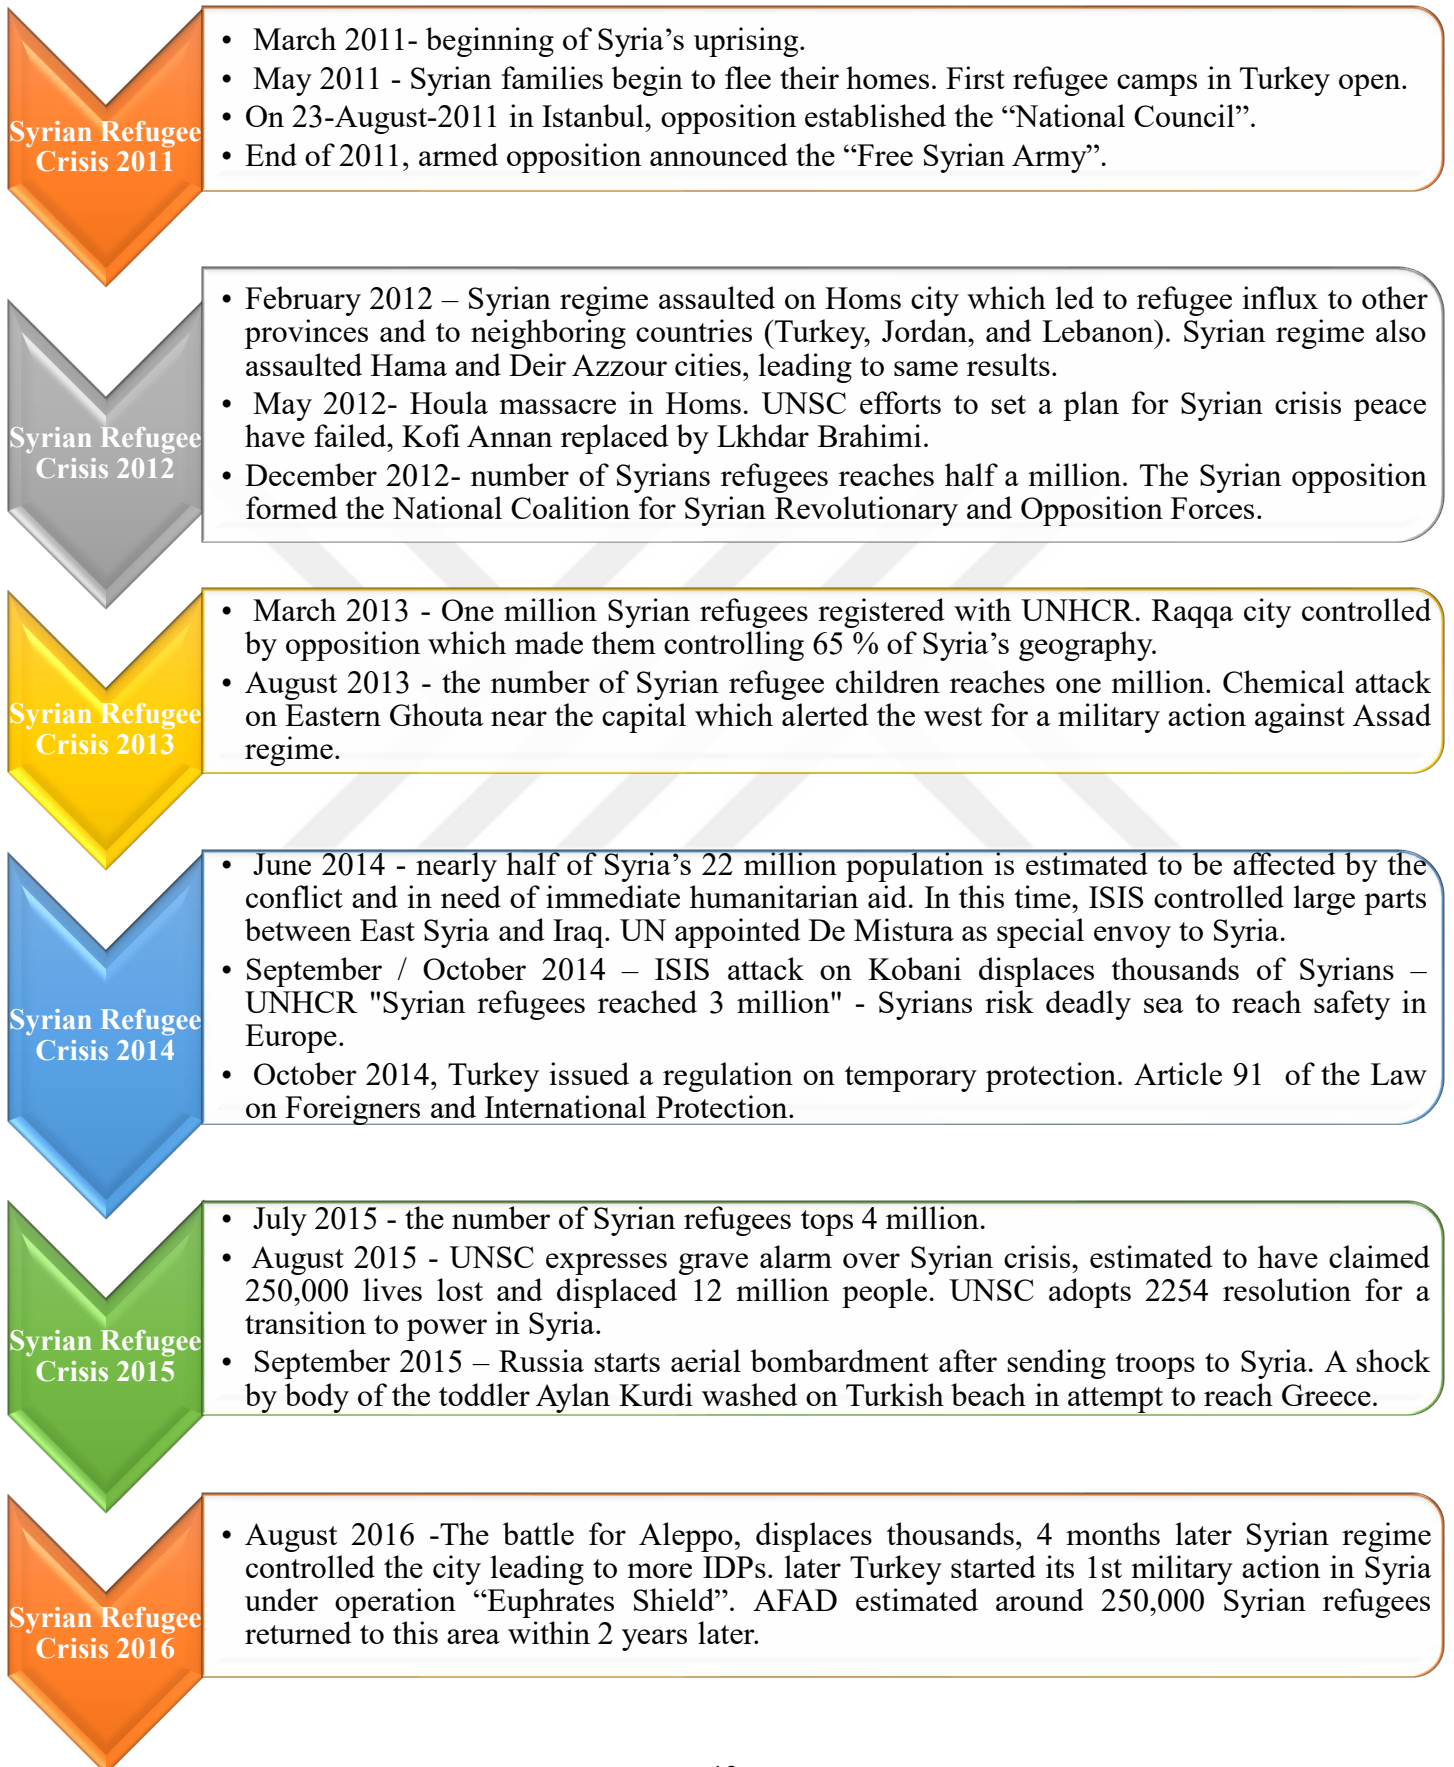 Syrian Refugee
Crisis 2011
• March 2011- beginning of Syria’s uprising.
• May 2011 - Syrian families begin to flee their homes. First refugee camps in Turkey open.
• On 23-August-2011 in Istanbul, opposition established the “National Council”.
• End of 2011, armed opposition announced the “Free Syrian Army”.
Syrian Refugee
Crisis 2012
• February 2012 – Syrian regime assaulted on Homs city which led to refugee influx to other
provinces and to neighboring countries (Turkey, Jordan, and Lebanon). Syrian regime also
assaulted Hama and Deir Azzour cities, leading to same results.
• May 2012- Houla massacre in Homs. UNSC efforts to set a plan for Syrian crisis peace
have failed, Kofi Annan replaced by Lkhdar Brahimi.
• December 2012- number of Syrians refugees reaches half a million. The Syrian opposition
formed the National Coalition for Syrian Revolutionary and Opposition Forces.
Syrian Refugee
Crisis 2013
• March 2013 - One million Syrian refugees registered with UNHCR. Raqqa city controlled
by opposition which made them controlling 65 % of Syria’s geography.
• August 2013 - the number of Syrian refugee children reaches one million. Chemical attack
on Eastern Ghouta near the capital which alerted the west for a military action against Assad
regime.
Syrian Refugee
Crisis 2014
• June 2014 - nearly half of Syria’s 22 million population is estimated to be affected by the
conflict and in need of immediate humanitarian aid. In this time, ISIS controlled large parts
between East Syria and Iraq. UN appointed De Mistura as special envoy to Syria.
• September / October 2014 – ISIS attack on Kobani displaces thousands of Syrians –
UNHCR "Syrian refugees reached 3 million" - Syrians risk deadly sea to reach safety in
Europe.
• October 2014, Turkey issued a regulation on temporary protection. Article 91 of the Law
on Foreigners and International Protection.
Syrian Refugee
Crisis 2015
• July 2015 - the number of Syrian refugees tops 4 million.
• August 2015 - UNSC expresses grave alarm over Syrian crisis, estimated to have claimed
250,000 lives lost and displaced 12 million people. UNSC adopts 2254 resolution for a
transition to power in Syria.
• September 2015 – Russia starts aerial bombardment after sending troops to Syria. A shock
by body of the toddler Aylan Kurdi washed on Turkish beach in attempt to reach Greece.
Syrian Refugee
Crisis 2016
• August 2016 -The battle for Aleppo, displaces thousands, 4 months later Syrian regime
controlled the city leading to more IDPs. later Turkey started its 1st military action in Syria
under operation “Euphrates Shield”. AFAD estimated around 250,000 Syrian refugees
returned to this area within 2 years later.